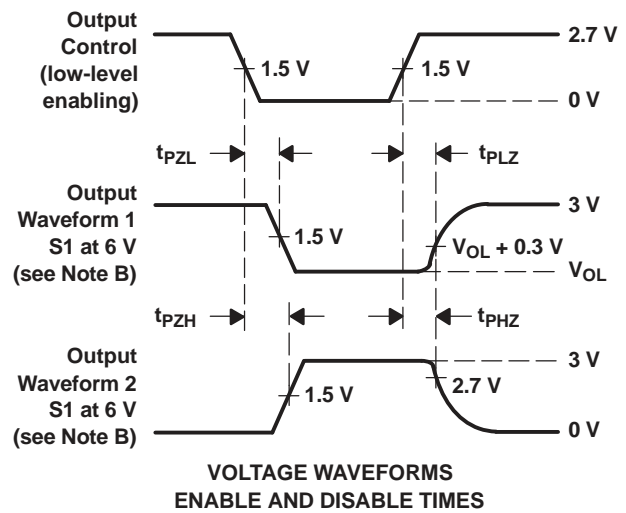 Output
Control
(low-level
enabling)
2.7 V
1.5 V
1.5 V
0 V
tPZL
tPLZ
Output
Waveform 1
S1 at 6 V
(see Note B)
3 V
1.5 V
VOL + 0.3 V
VOL
tPZH
tPHZ
Output
Waveform 2
S1 at 6 V
(see Note B)
3 V
1.5 V
2.7 V
0 V
VOLTAGE WAVEFORMS
ENABLE AND DISABLE TIMES